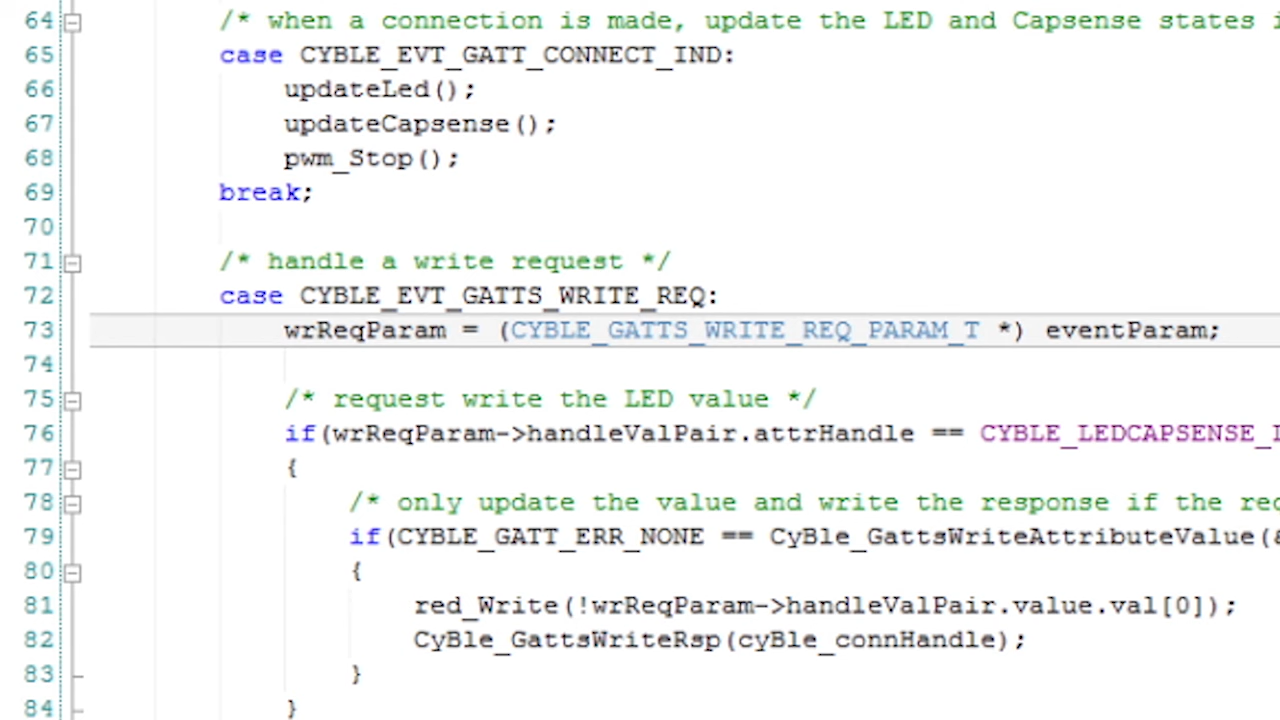 64 /* when a connection is made, update the LED and Capsense states
65 case CYBLE_EVT_GATT_CONNECT_IND:
66 updateLed();
67 updateCapsense();
68 pwm_Stop();
69 break;
70
71 /* handle a write request */
72 case CYBLE_EVT_GATTS_WRITE_REQ:
73 wrReqParam = (CYBLE_GATTS_WRITE_REQ_PARAM_T *) eventParam;
74
75 /* request write the LED value */
76 if(wrReqParam->handleValPair.attrHandle == CYBLE_LEDCAPSENSE_
77 {
78 /* only update the value and write the response if the
79 if(CYBLE_GATT_ERR_NONE == CyBle_GattsWriteAttributeValue(
80 {
81 red_Write(!wrReqParam->handleValPair.value.val[0]);
82 CyBle_GattsWriteRsp(cyBle_connHandle);
83 }
84 }